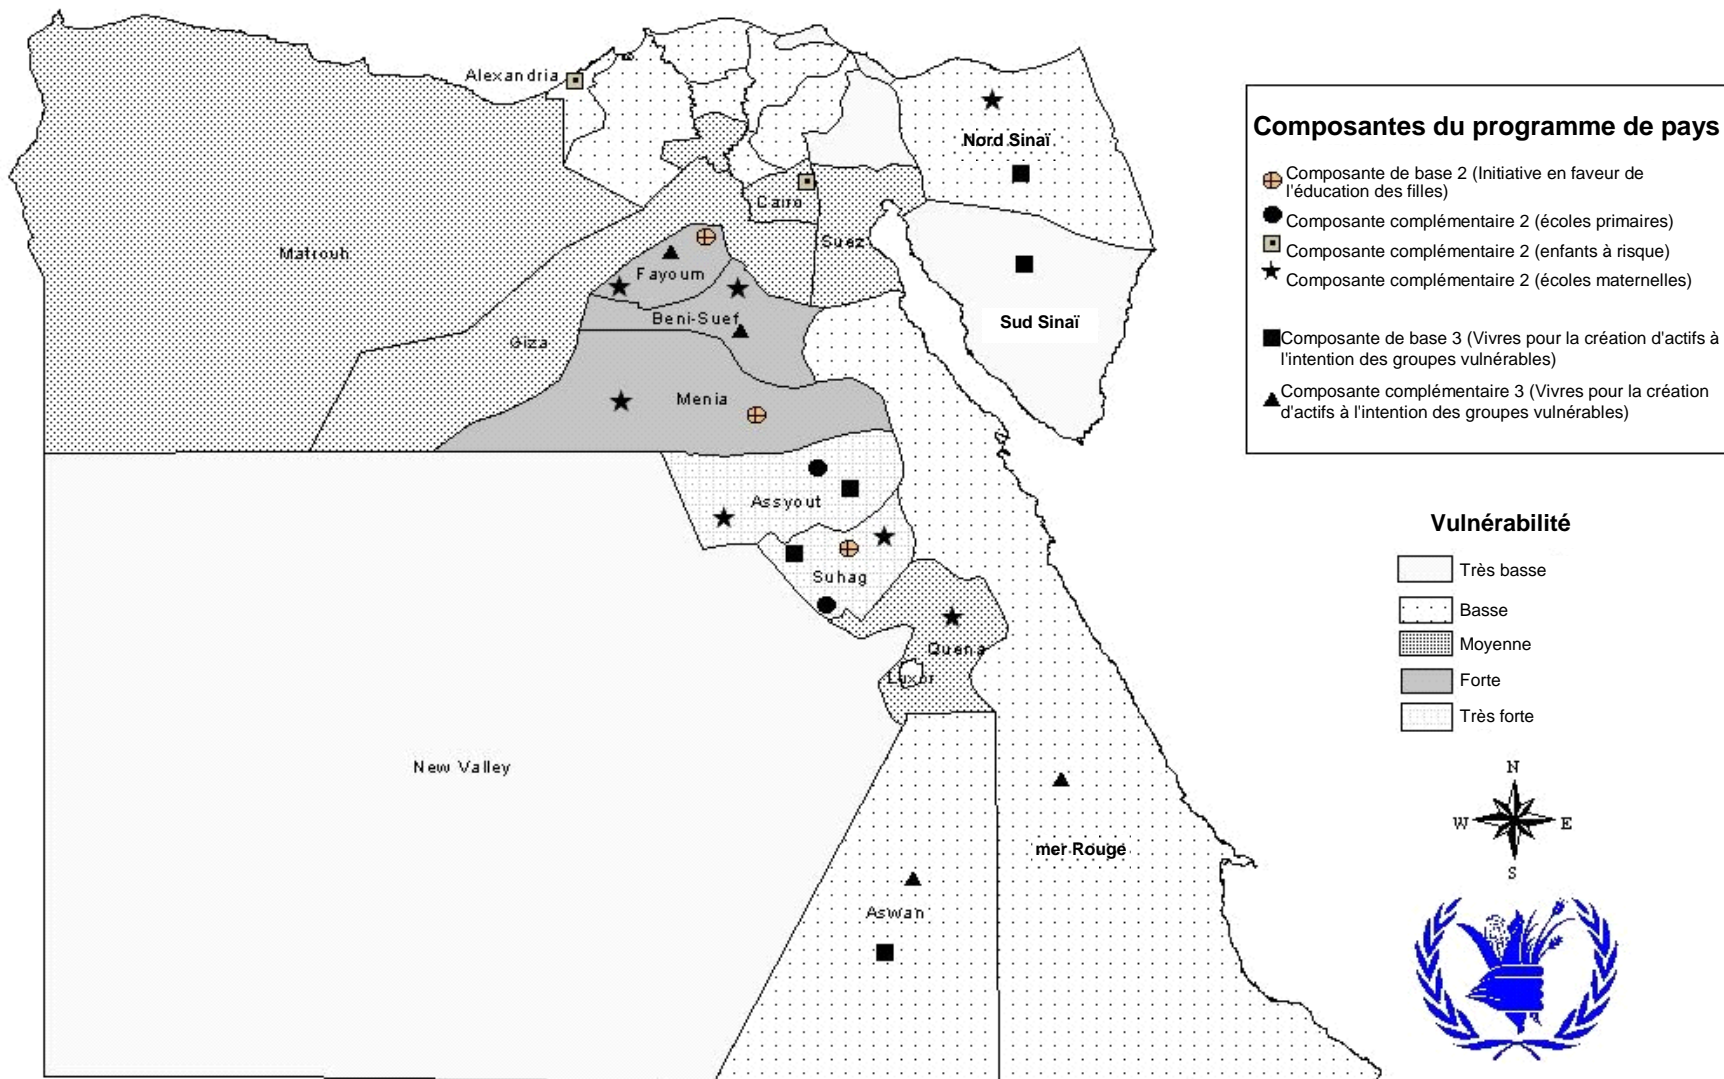 Alexandria
Nord Sinaï
Cairo
Suez
Matrouh
Fayoum
Sud Sinaï
Beni-Suef
Giza
Menia
Assyout
Suhag
Quena
Luxor
New Valley
mer Rouge
Aswan
Composantes du programme de pays
Composante de base 2 (Initiative en faveur de
l'éducation des filles)
Composante complémentaire 2 (écoles primaires)
Composante complémentaire 2 (enfants à risque)
Composante complémentaire 2 (écoles maternelles)
Composante de base 3 (Vivres pour la création d'actifs à
l'intention des groupes vulnérables)
Composante complémentaire 3 (Vivres pour la création
d'actifs à l'intention des groupes vulnérables)
Vulnérabilité
Très basse
Basse
Moyenne
Forte
Très forte
N
W E
S